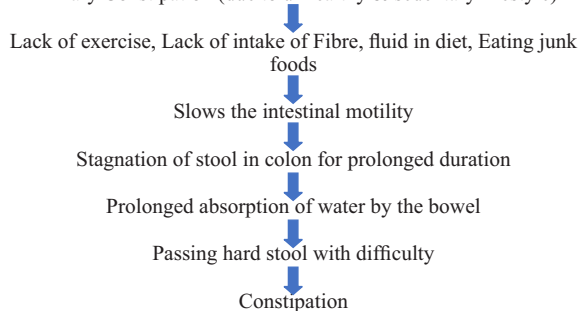 Lack of exercise, Lack of intake of Fibre, fluid in diet, Eating junk
foods
Slows the intestinal motility
Stagnation of stool in colon for prolonged duration
Prolonged absorption of water by the bowel
Passing hard stool with difficulty
Constipation